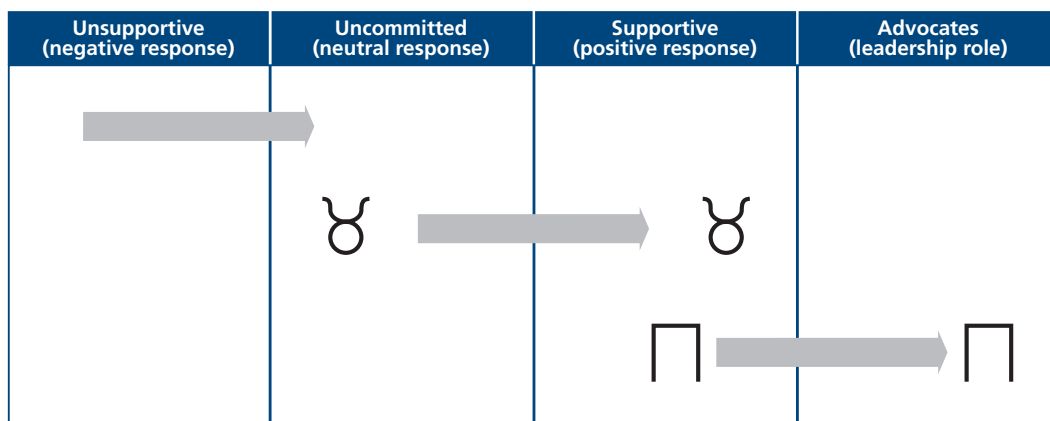 Unsupportive
(negative response)
Uncommitted
(neutral response)
Supportive
(positive response)
Advocates
(leadership role)